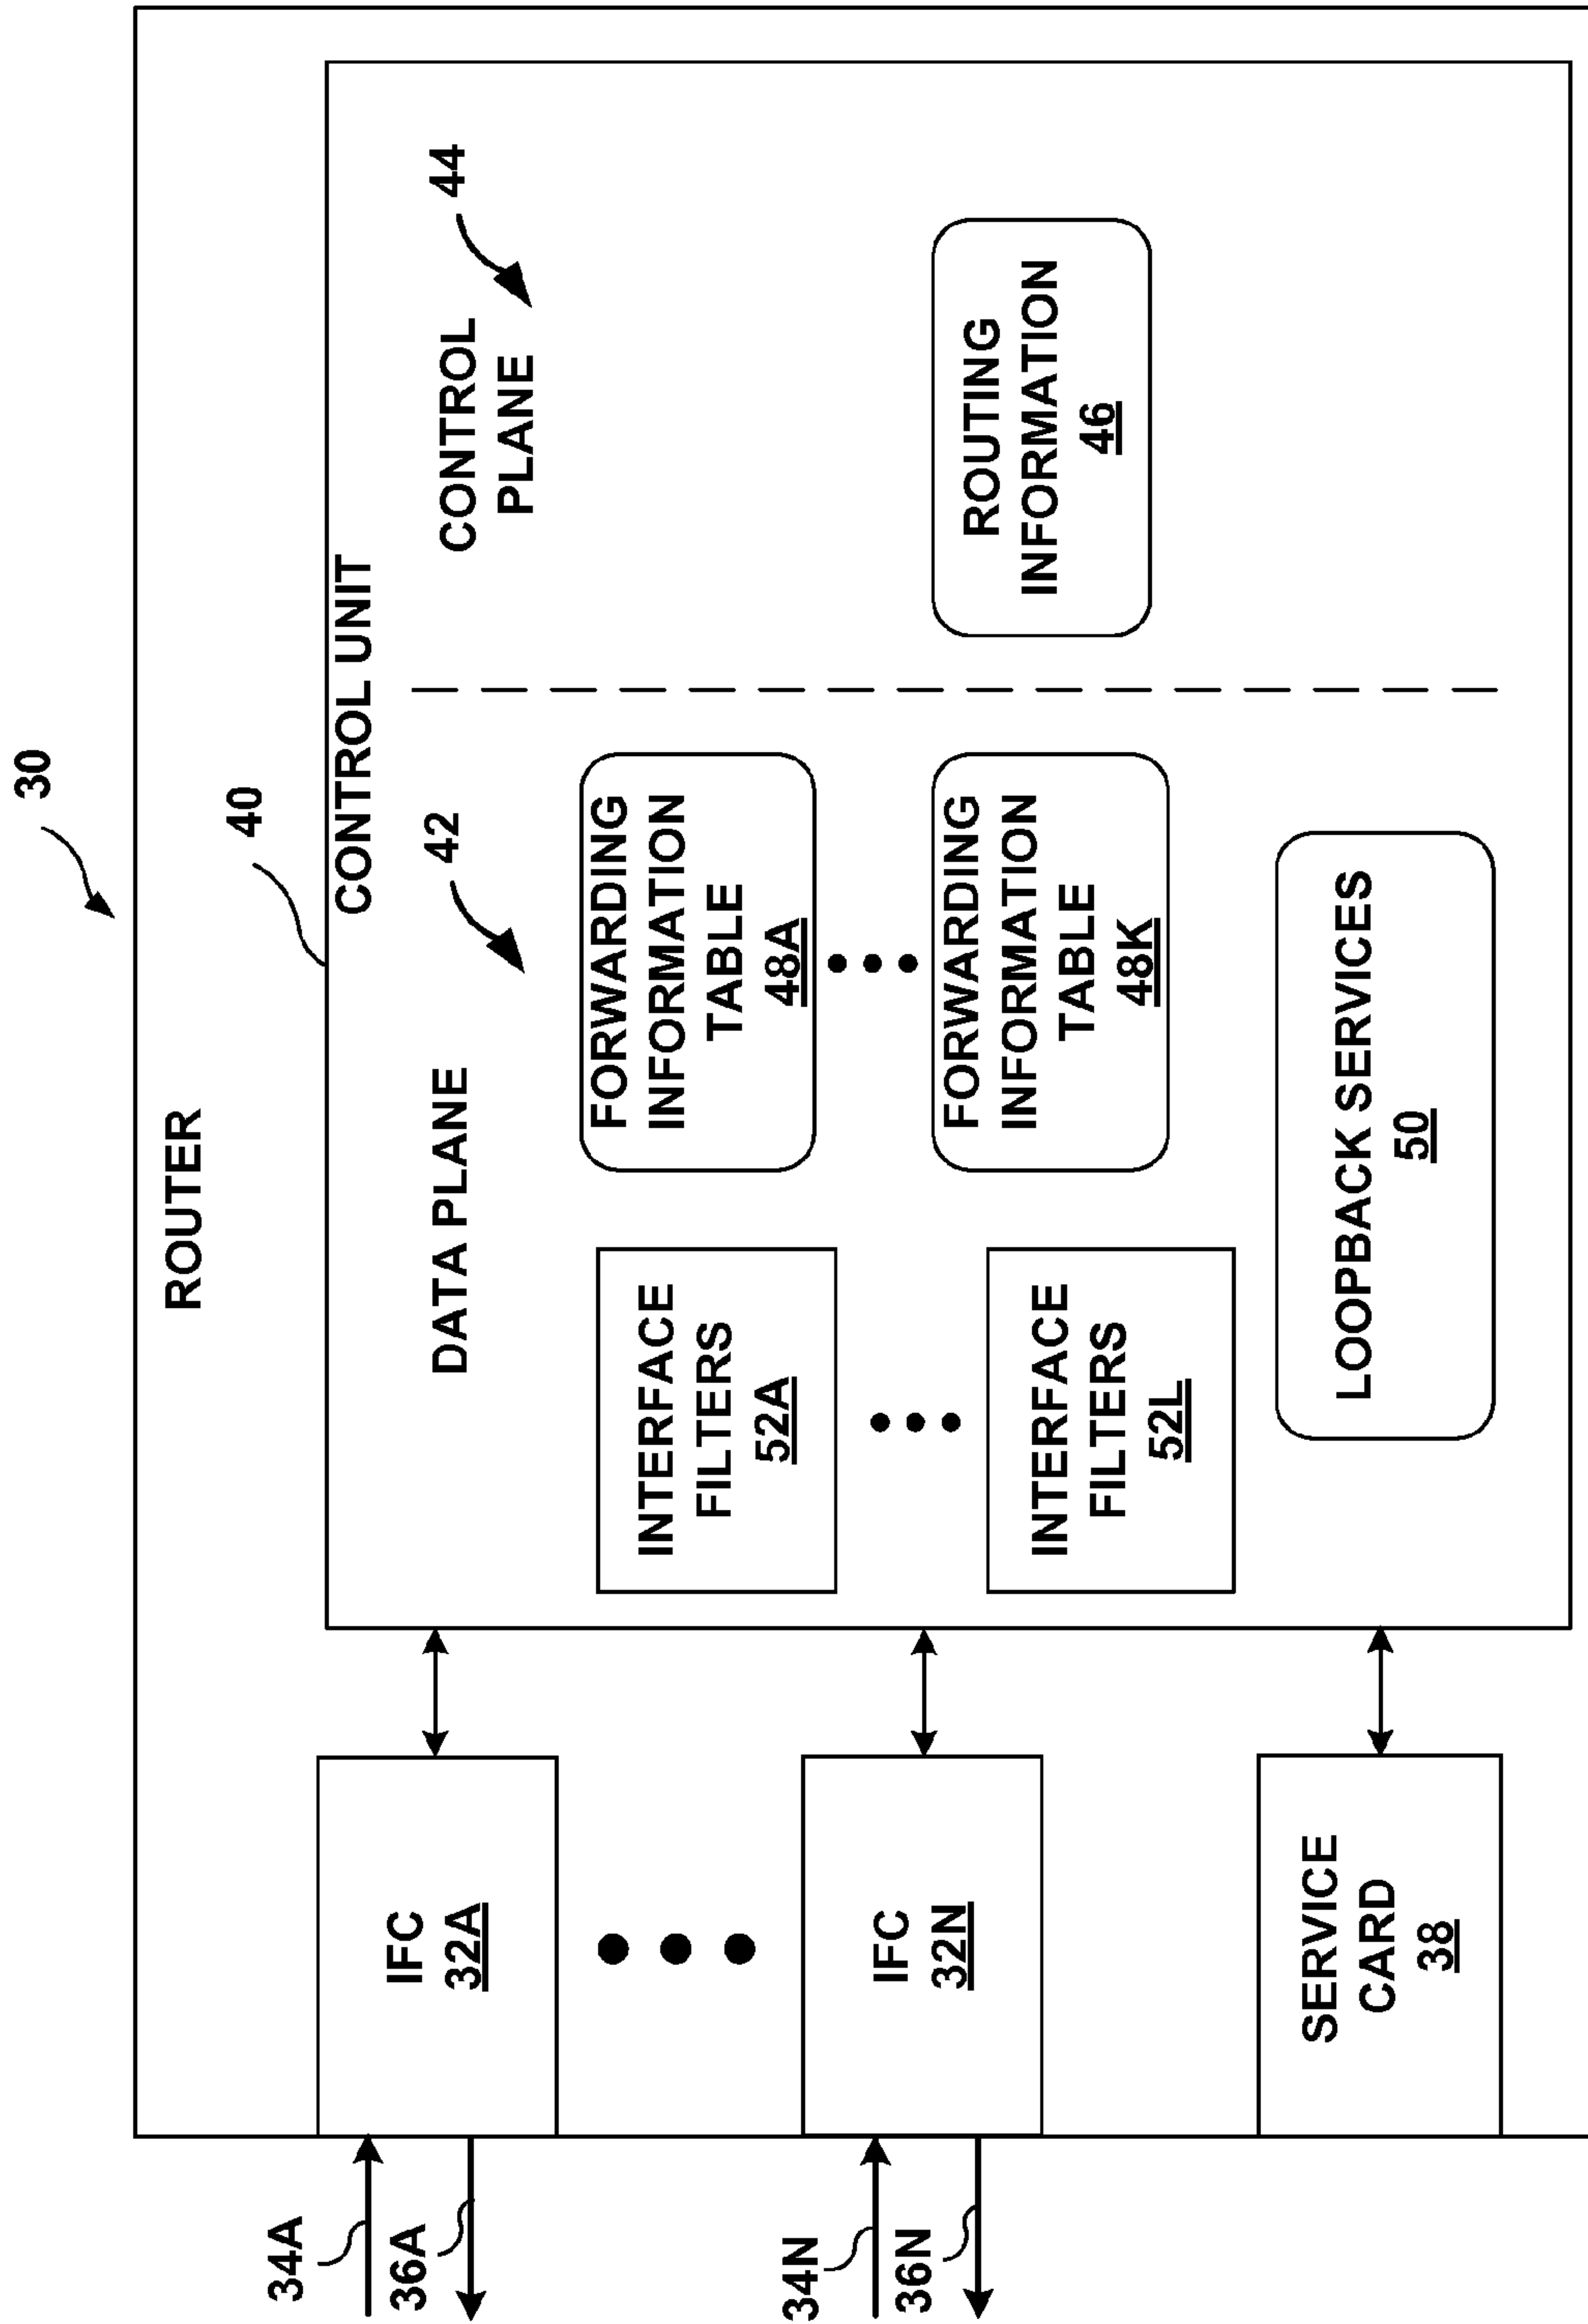 30
ROUTER
40
CONTROL UNIT
DATA PLANE
42
CONTROL
PLANE
44
34A
36A
IFC
32A
INTERFACE
FILTERS
52A
FORWARDING
INFORMATION
TABLE
48A
34N
36N
IFC
32N
INTERFACE
FILTERS
52L
FORWARDING
INFORMATION
TABLE
48K
ROUTING
INFORMATION
46
SERVICE
CARD
38
LOOPBACK SERVICES
50